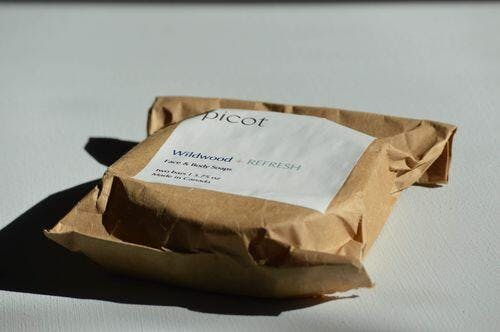 picot
Wildwood + REFRESH
Face & Body Soaps
two bars | 3.75 oz
Made in Canada